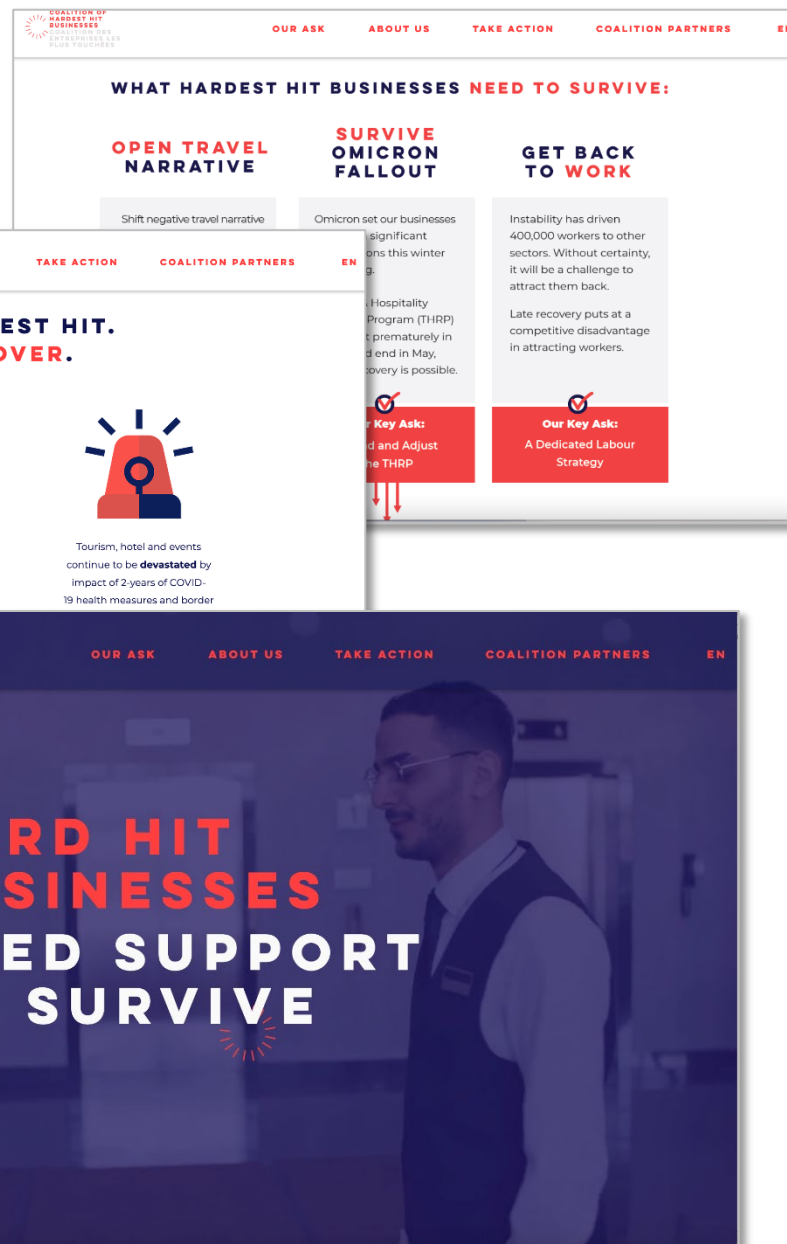 COALITION OF
HARDEST HIT
BUSINESSES
COALITION DES
ENTREPRISES LES
PLUS TOUCHÉES
OUR ASK ABOUT US TAKE ACTION COALITION PARTNERS
WHAT HARDEST HIT BUSINESSES NEED TO SURVIVE:
OPEN TRAVEL
NARRATIVE
Shift negative travel narrative
SURVIVE
OMICRON
FALLOUT
Omicron set our businesses
significant
ons this winter
g.
Hospitality
Program (THRP)
t prematurely in
d end in May,
covery is possible.
r Key Ask:
d and Adjust
he THRP
GET BACK
TO WORK
Instability has driven
400,000 workers to other
sectors. Without certainty,
it will be a challenge to
attract them back.
Late recovery puts at a
competitive disadvantage
in attracting workers.
Our Key Ask:
A Dedicated Labour
Strategy
TAKE ACTION COALITION PARTNERS EN
EST HIT.
OVER.
Tourism, hotel and events
continue to be devastated by
impact of 2-years of COVID-
19 health measures and border
OUR ASK ABOUT US TAKE ACTION COALITION PARTNERS EN
RD HIT
SINESSES
ED SUPPORT
SURVIVE